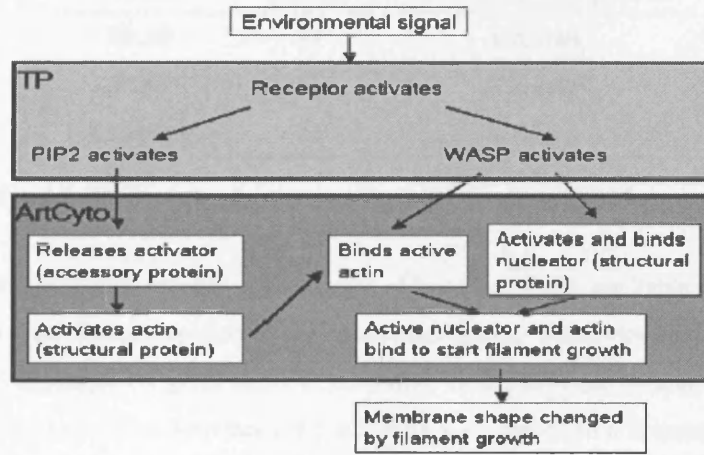 Environmental signal
TP
Receptor activates
PIP2 activates
WASP activates
ArtCyto
Releases activator
(accessory protein)
Binds active
actin
Activates and binds
nucleator (structural
protein)
Activates actin
(structural protein)
Active nucleator and actin
bind to start filament growth
Membrane shape changed
by filament growth